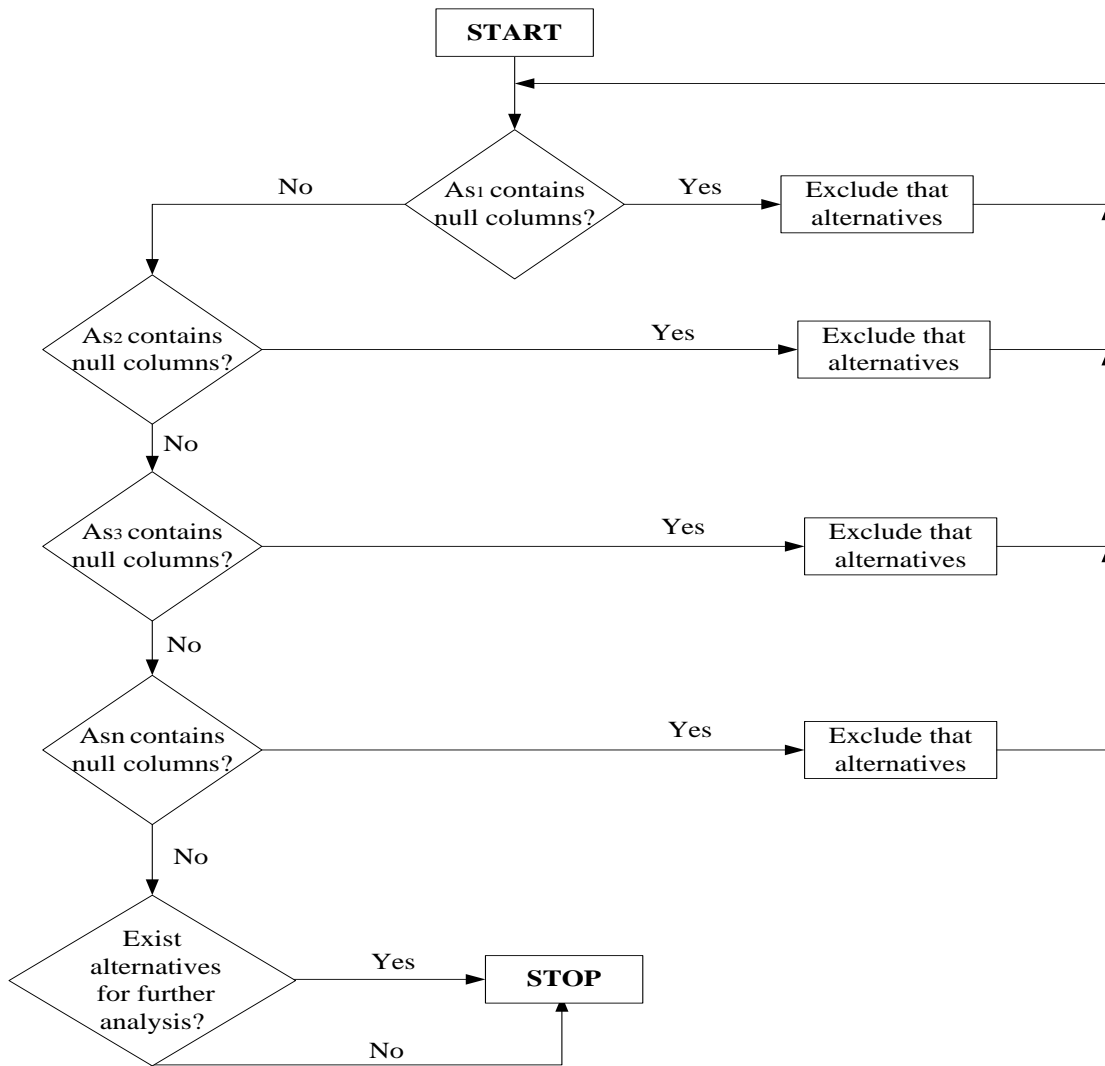 START
No
As1 contains
null columns?
Yes
Exclude that
alternatives
As2 contains
null columns?
Yes
Exclude that
alternatives
No
As3 contains
null columns?
Yes
Exclude that
alternatives
No
Asn contains
null columns?
Yes
Exclude that
alternatives
No
Exist
alternatives
for further
analysis?
Yes
STOP
No